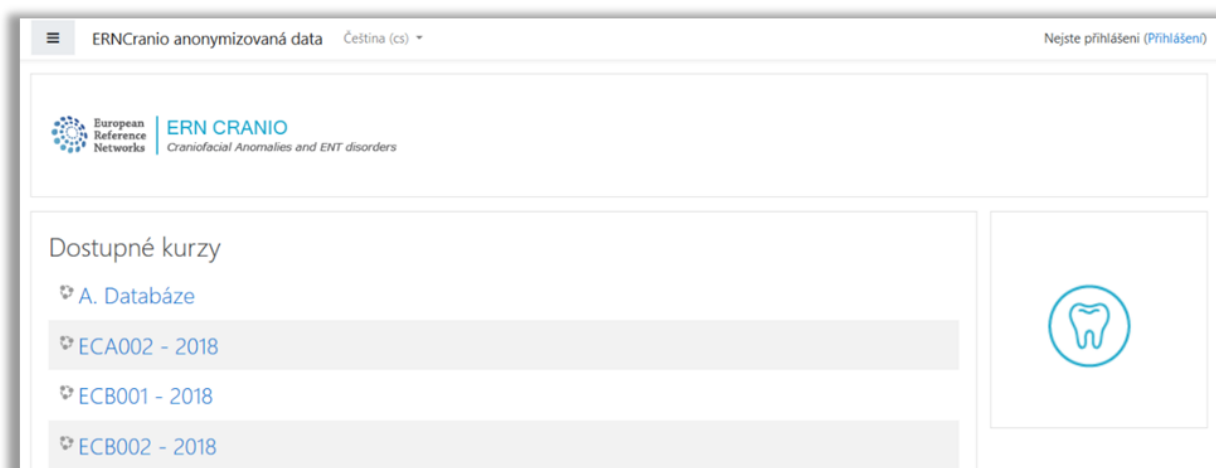 ERNCranio anonymizovaná data Čeština (cs)
Nejste přihlášeni (Přihlášení)
European
Reference
Networks
ERN CRANIO
Craniofacial Anomalies and ENT disorders
Dostupné kurzy
A. Databáze
ECA002 - 2018
ECB001 - 2018
ECB002 - 2018